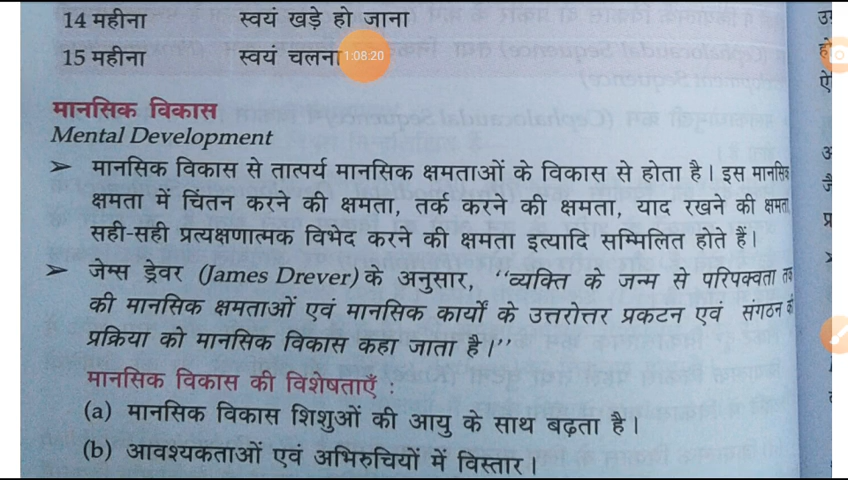 14 महीना स्वयं खड़े हो जाना
15 महीना स्वयं चलना
1:08:20
मानसिक विकास
Mental Development
➤ मानसिक विकास से तात्पर्य मानसिक क्षमताओं के विकास से होता है। इस मानसिक
क्षमता में चिंतन करने की क्षमता, तर्क करने की क्षमता, याद रखने की क्षमता,
सही-सही प्रत्यक्षणात्मक विभेद करने की क्षमता इत्यादि सम्मिलित होते हैं।
➤ जेम्स ड्रेवर (James Drever) के अनुसार, ‘‘व्यक्ति के जन्म से परिपक्वता तक
की मानसिक क्षमताओं एवं मानसिक कार्यों के उत्तरोत्तर प्रकटन एवं संगठन की
प्रक्रिया को मानसिक विकास कहा जाता है।’’
मानसिक विकास की विशेषताएँ
(a) मानसिक विकास शिशुओं की आयु के साथ बढ़ता है।
(b) आवश्यकताओं एवं अभिरुचियों में विस्तार।